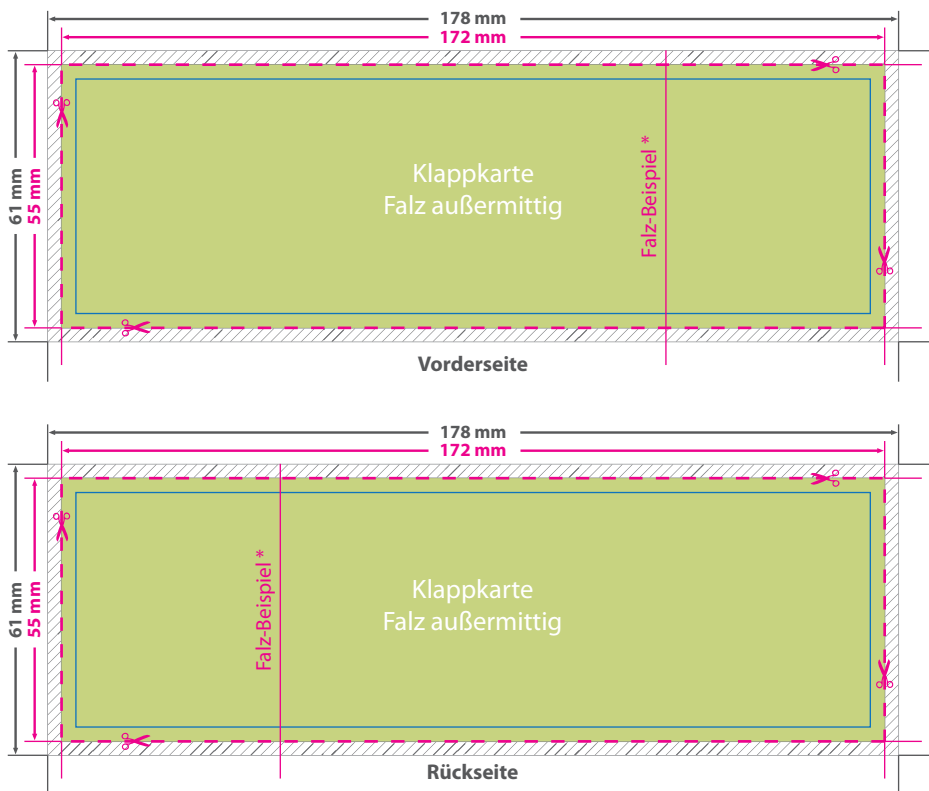 178 mm
172 mm
61 mm
55 mm
Klappkarte
Falz außermittig
Falz-Beispiel *
Vorderseite
178 mm
172 mm
61 mm
55 mm
Falz-Beispiel *
Klappkarte
Falz außermittig
Rückseite